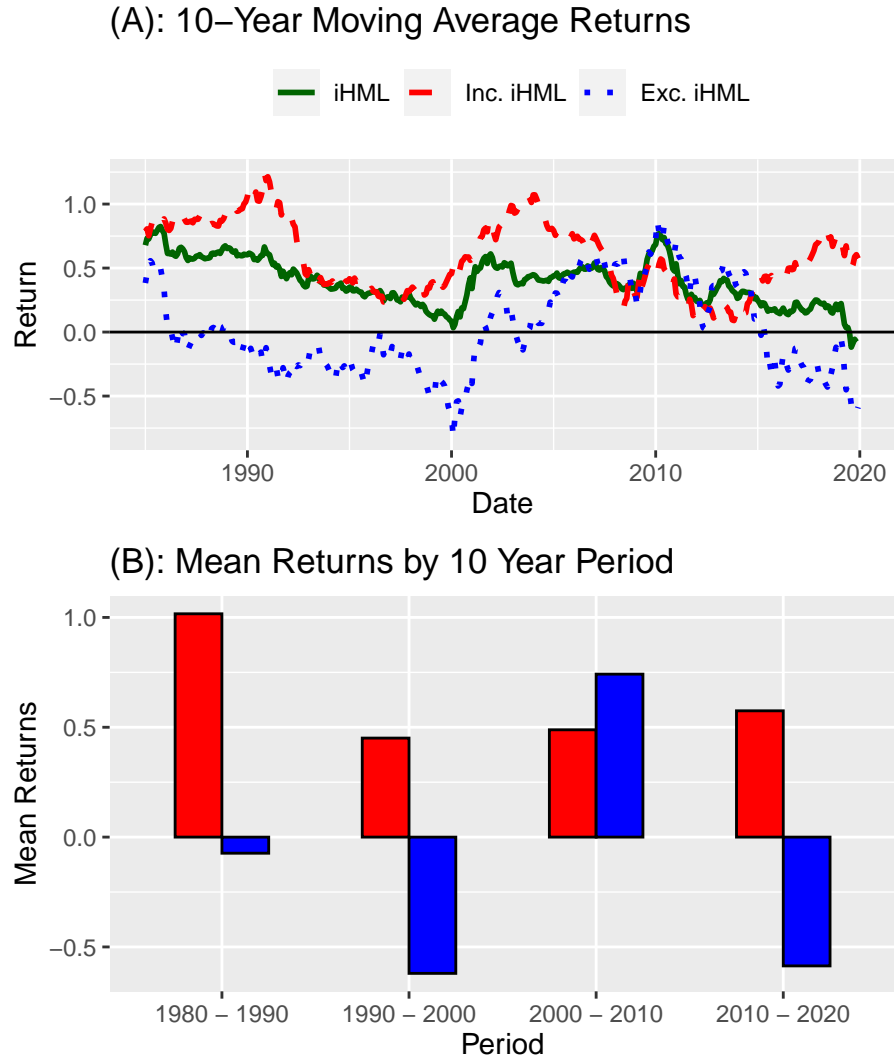 (A): 10−Year Moving Average Returns
iHML Inc. iHML Exc. iHML
1.0
0.5
0.0
−0.5
Return
1990 2000 2010 2020
Date
(B): Mean Returns by 10 Year Period
1.0
0.5
0.0
−0.5
Mean Returns
1980 − 1990 1990 − 2000 2000 − 2010 2010 − 2020
Period